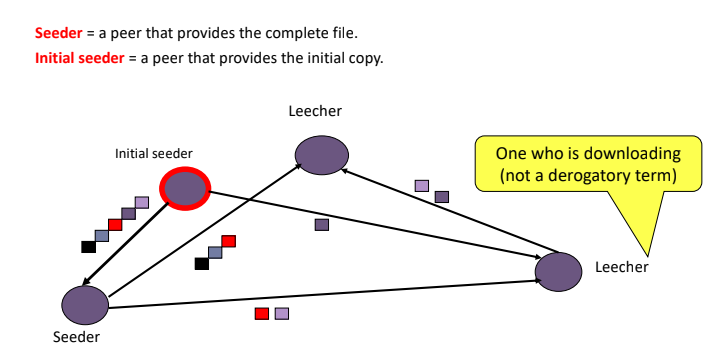 Seeder = a peer that provides the complete file.
Initial seeder = a peer that provides the initial copy.
Leecher
Initial seeder
One who is downloading
(not a derogatory term)
Leecher
Seeder